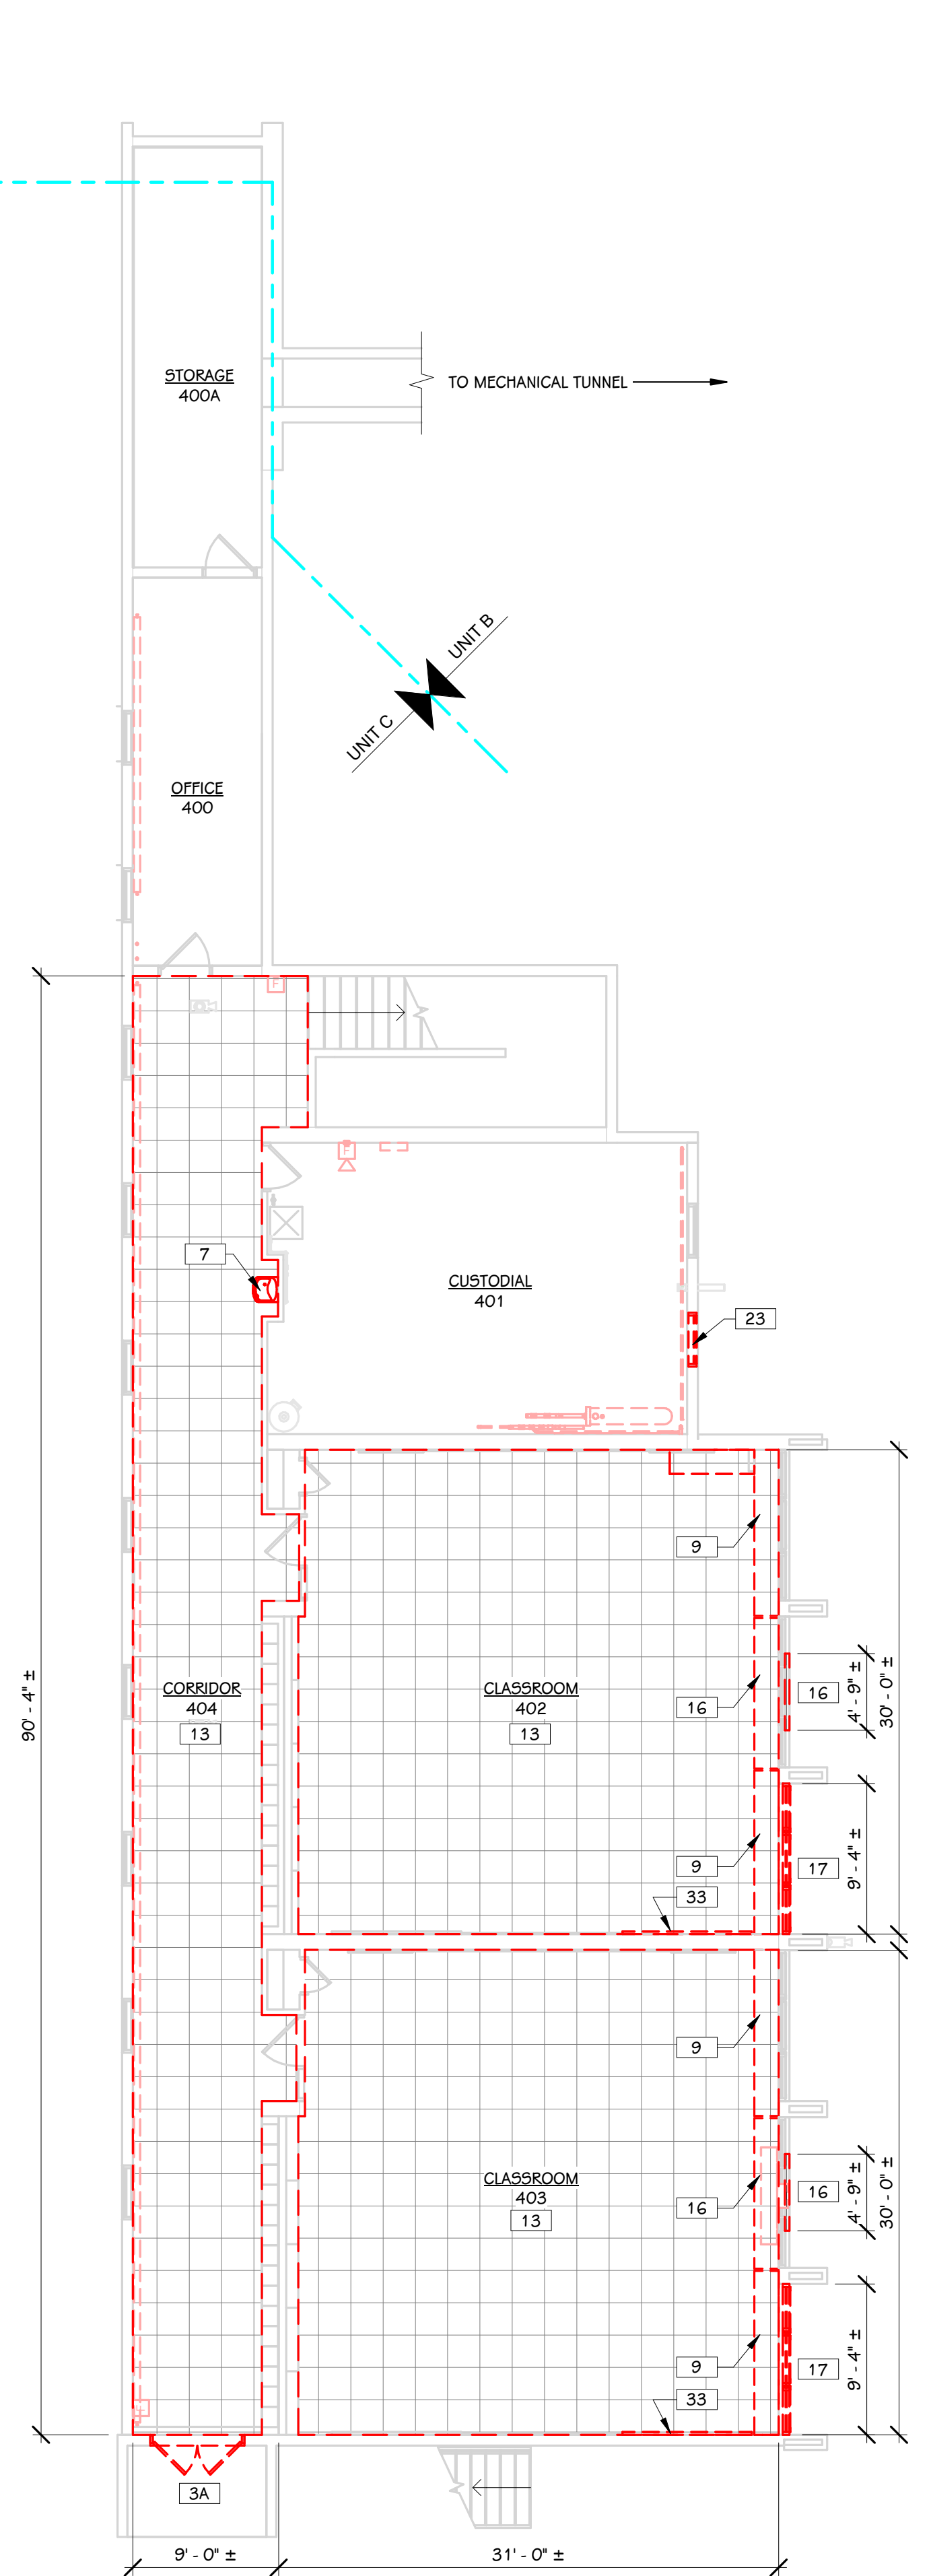 STORAGE
400A
TO MECHANICAL TUNNEL
UNIT B
UNIT C
OFFICE
400
F
F
7
CUSTODIAL
401
23
9
90' - 4" ±
CORRIDOR
404
13
CLASSROOM
402
13
16
16
4' - 9" ±
30' - 0" ±
9
17
9' - 4" ±
33
9
CLASSROOM
403
13
16
16
4' - 9" ±
30' - 0" ±
9
17
9' - 4" ±
33
F
3A
9' - 0" ±
31' - 0" ±